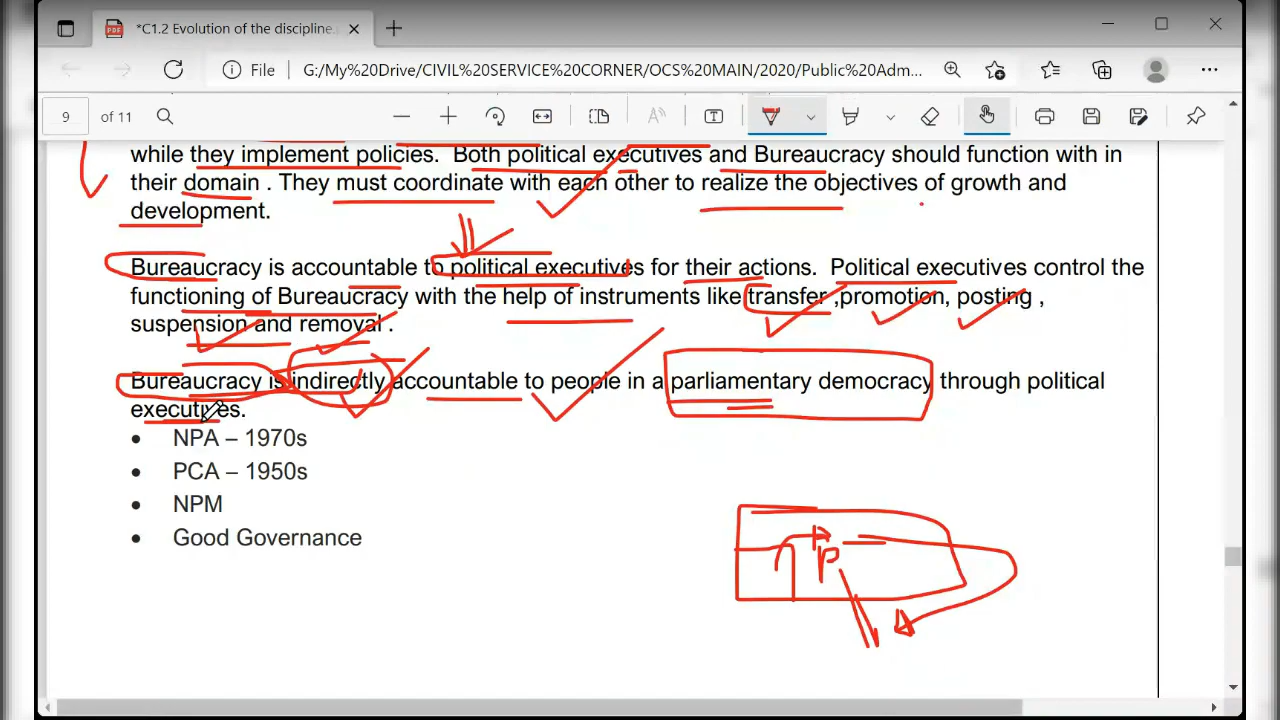 *C1.2 Evolution of the discipline.
File G:/My%20Drive/CIVIL%20SERVICE%20CORNER/OCS%20MAIN/2020/Public%20Adm...
9 of 11
while they implement policies. Both political executives and Bureaucracy should function with in
their domain . They must coordinate with each other to realize the objectives of growth and
development.
Bureaucracy is accountable to political executives for their actions. Political executives control the
functioning of Bureaucracy with the help of instruments like transfer ,promotion, posting ,
suspension and removal .
Bureaucracy is indirectly accountable to people in a parliamentary democracy through political
executives.
• NPA – 1970s
• PCA – 1950s
• NPM
• Good Governance
P